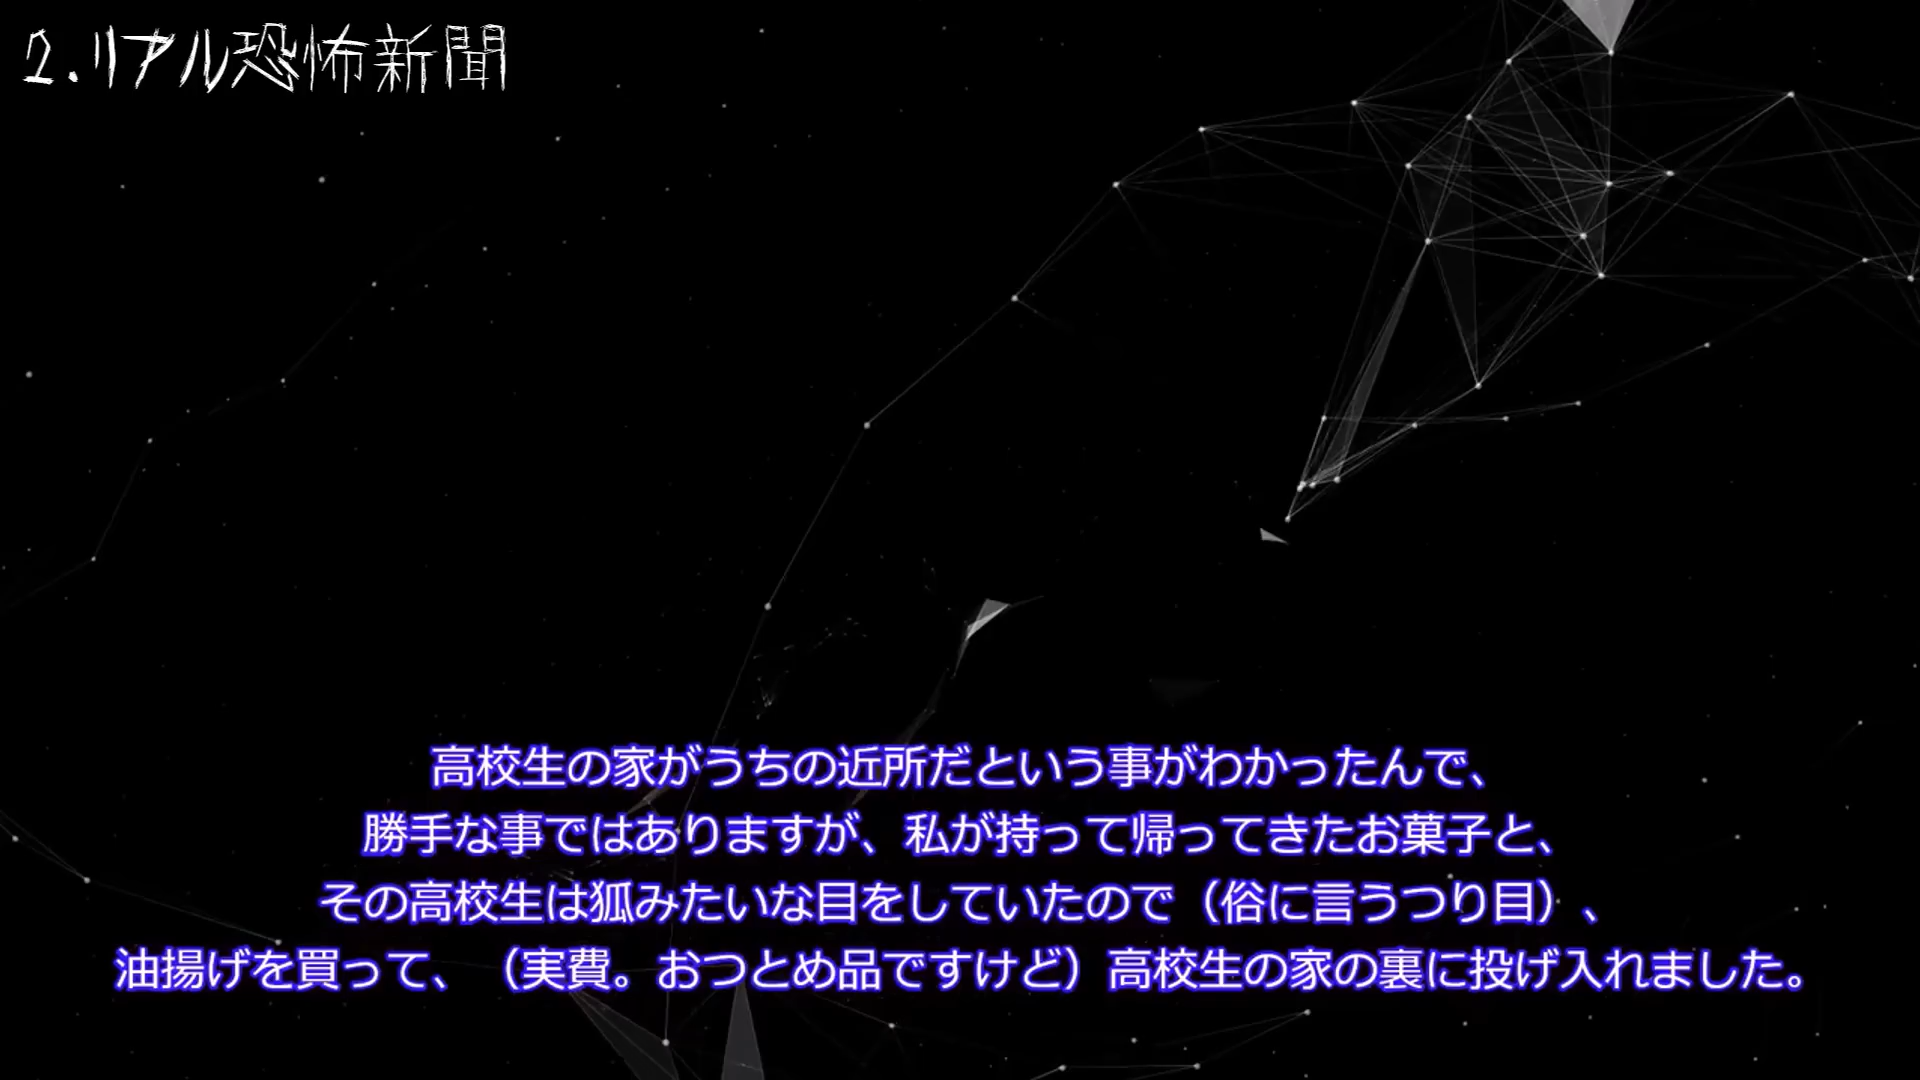 2.リアル恐怖新聞
高校生の家がうちの近所だという事がわかったんで、
勝手な事ではありますが、私が持って帰ってきたお菓子と、
その高校生は狐みたいな目をしていたので（俗に言うつり目）、
油揚げを買って、（実費。おつとめ品ですけど）高校生の家の裏に投げ入れました。